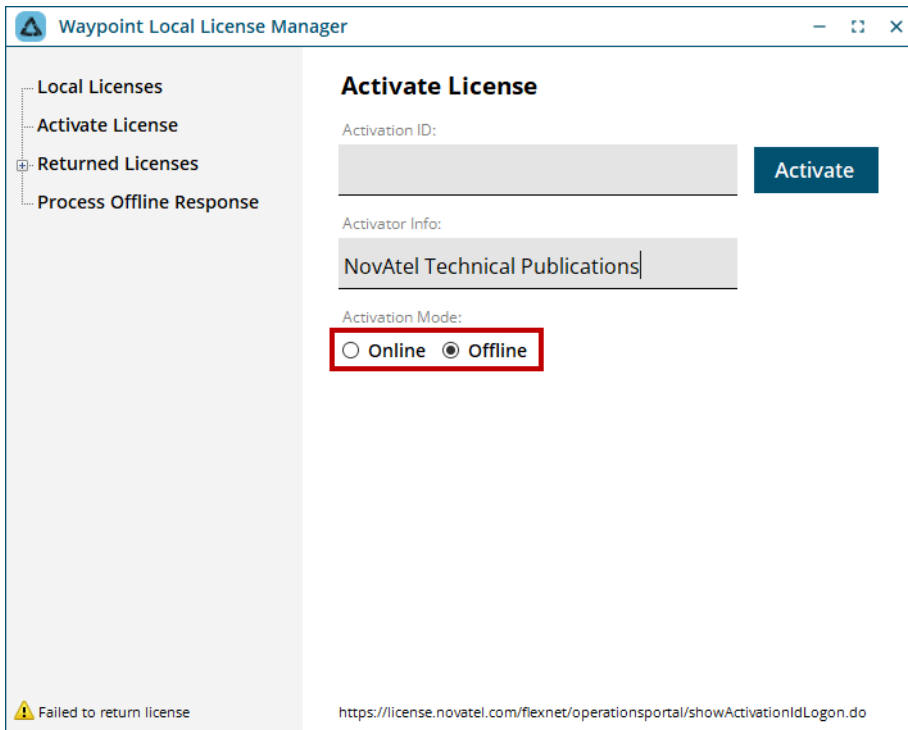 Waypoint Local License Manager
Local Licenses
Activate License
Returned Licenses
Process Offline Response
Activate License
Activation ID:
Activate
Activator Info:
NovAtel Technical Publications
Activation Mode:
Online Offline
Failed to return license
https://license.novatel.com/flexnet/operationsportal/showActivationIdLogon.do